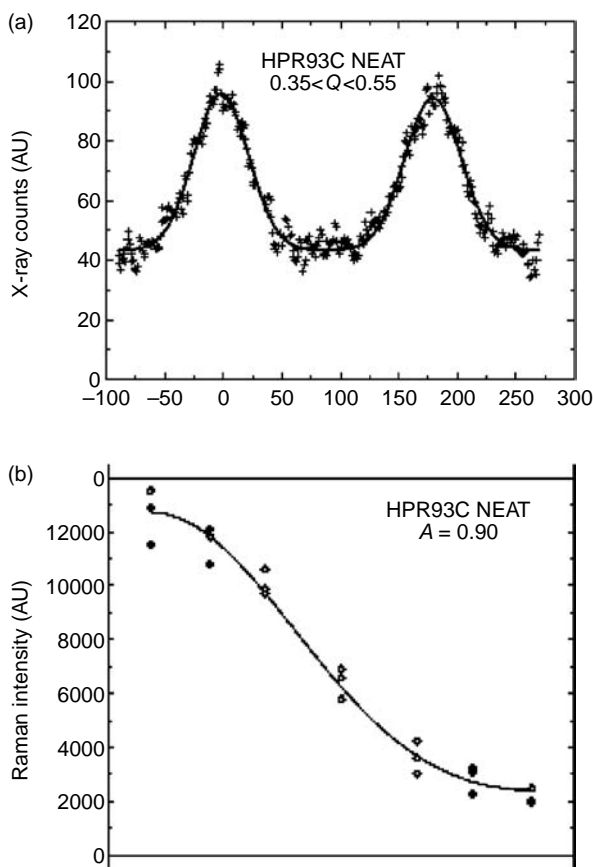 (a)
120
100
80
60
40
20
0
X-ray counts (AU)
HPR93C NEAT
0.35<Q<0.55
–100 –50 0 50 100 150 200 250 300
(b)
0
12000
10000
8000
6000
4000
2000
0
Raman intensity (AU)
HPR93C NEAT
A = 0.90